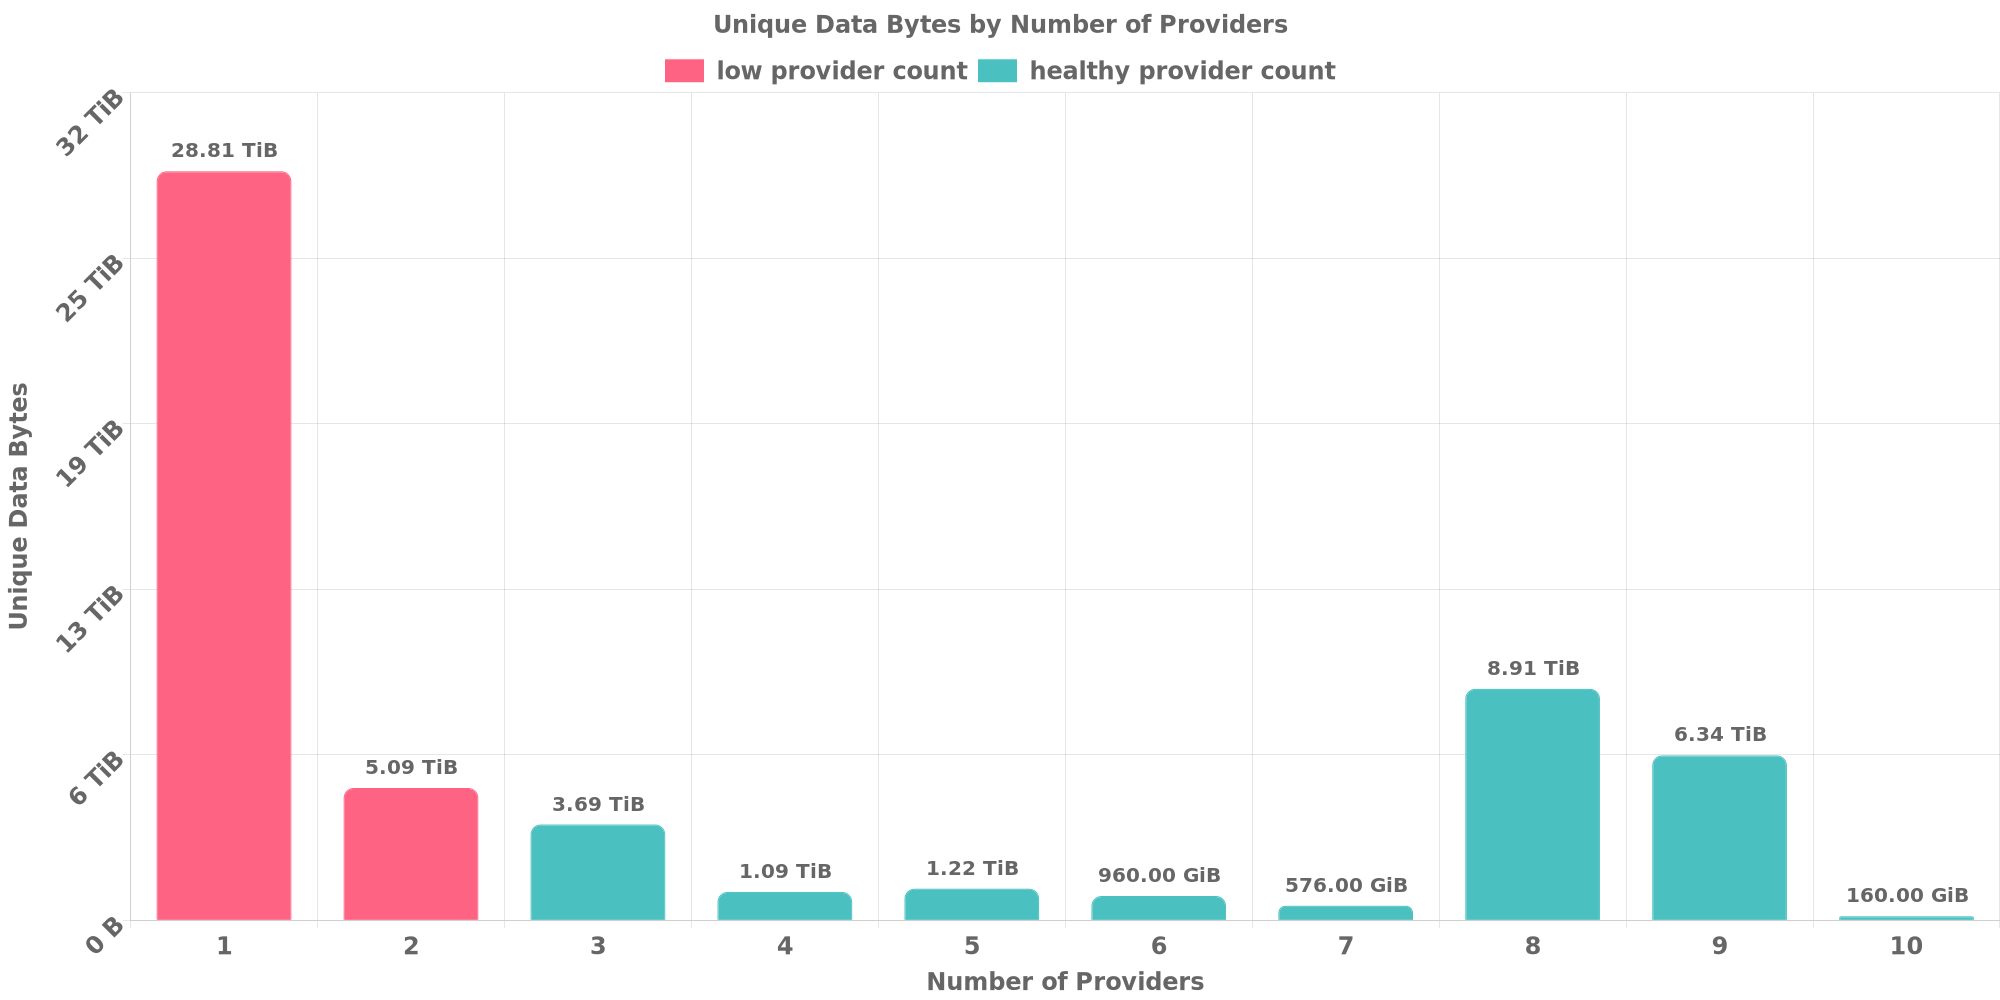 Unique Data Bytes by Number of Providers
low provider count healthy provider count
32 TiB
25 TiB
19 TiB
13 TiB
6 TiB
0 B
Unique Data Bytes
28.81 TiB
5.09 TiB
3.69 TiB
1.09 TiB
1.22 TiB
960.00 GiB
576.00 GiB
8.91 TiB
6.34 TiB
160.00 GiB
1 2 3 4 5 6 7 8 9 10
Number of Providers